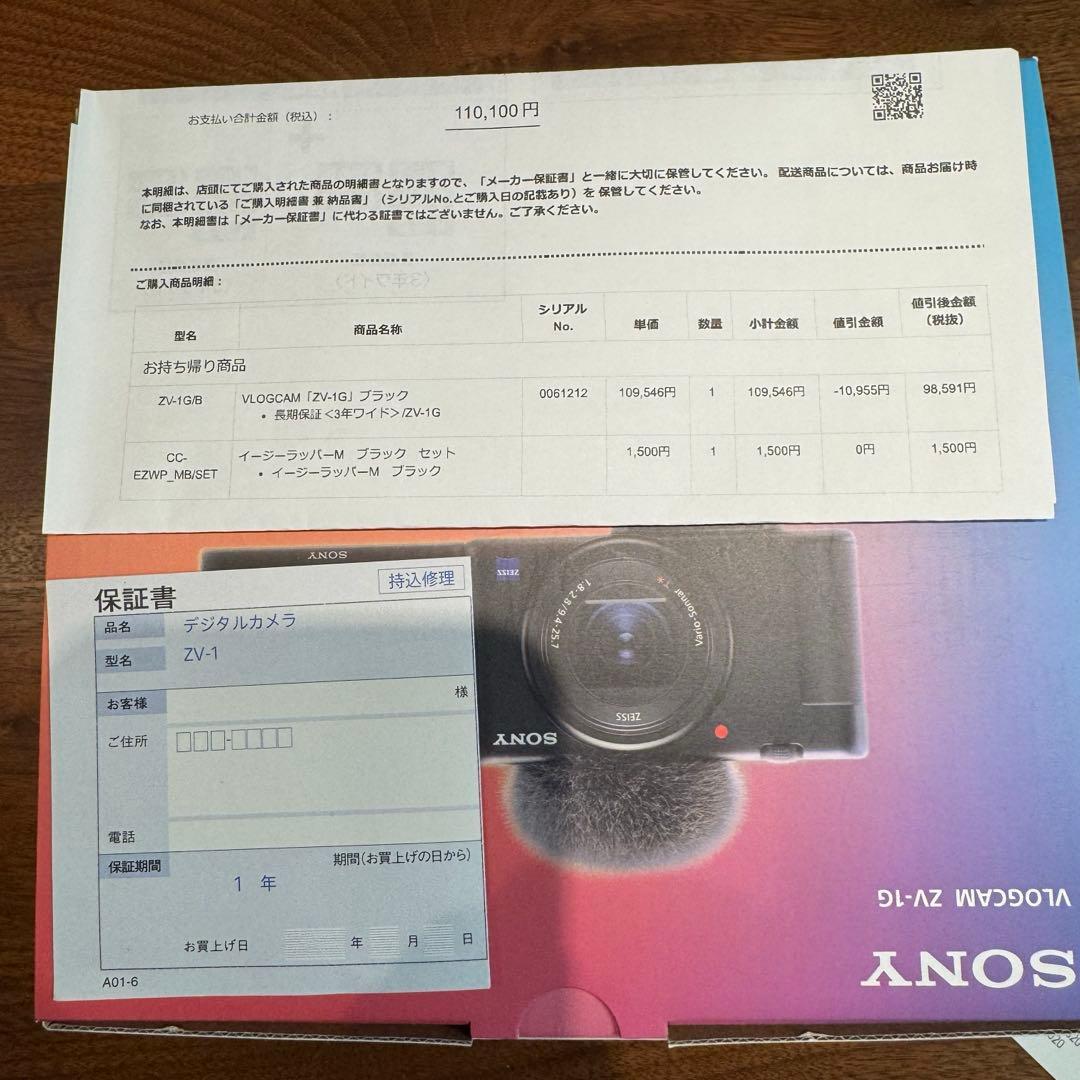 お支払い合計金額（税込）： 110,100円
本明細は、店頭にてご購入された商品の明細書となりますので、「メーカー保証書」と一緒に大切に保管してください。 配送商品については、商品お届け時
に同梱されている「ご購入明細書 兼 納品書」（シリアルNo.とご購入日の記載あり）を 保管してください。
なお、本明細書は「メーカー保証書」に代わる証書ではございません。ご了承ください。
〈3年ワイド〉
ご購入商品明細：
型名 商品名称 シリアルNo. 単価 数量 小計金額 値引金額 値引後金額（税抜）
お持ち帰り商品
ZV-1G/B VLOGCAM「ZV-1G」ブラック 0061212 109,546円 1 109,546円 -10,955円 98,591円
• 長期保証<3年ワイド>/ZV-1G
CC-EZWP_MB/SET イージーラッパーM ブラック セット 1,500円 1 1,500円 0円 1,500円
• イージーラッパーM ブラック
SONY
ZEISS
1.8-2.8/9.4-25.7
Vario-Sonnar T*
ZEISS
SONY
保証書 持込修理
品名 デジタルカメラ
型名 ZV-1
お客様 様
ご住所
電話
保証期間 期間(お買上げの日から)
1 年
お買上げ日 年 月 日
A01-6
VLOGCAM ZV-1G
SONY